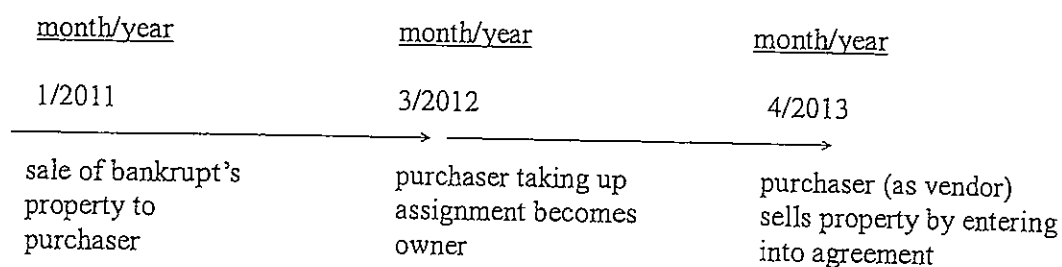 month/year
month/year
month/year
1/2011
3/2012
4/2013
sale of bankrupt's
property to
purchaser
purchaser taking up
assignment becomes
owner
purchaser (as vendor)
sells property by entering
into agreement